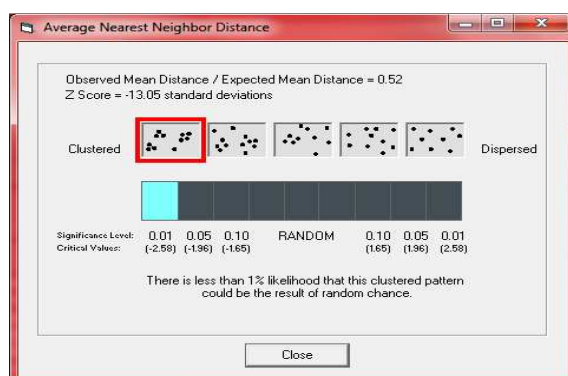 Average Nearest Neighbor Distance
Observed Mean Distance / Expected Mean Distance = 0.52
Z Score = -13.05 standard deviations
Clustered Dispersed
Significance Level: 0.01 0.05 0.10 RANDOM 0.10 0.05 0.01
Critical Values: (-2.58) (-1.96) (-1.65) (1.65) (1.96) (2.58)
There is less than 1% likelihood that this clustered pattern
could be the result of random chance.
Close